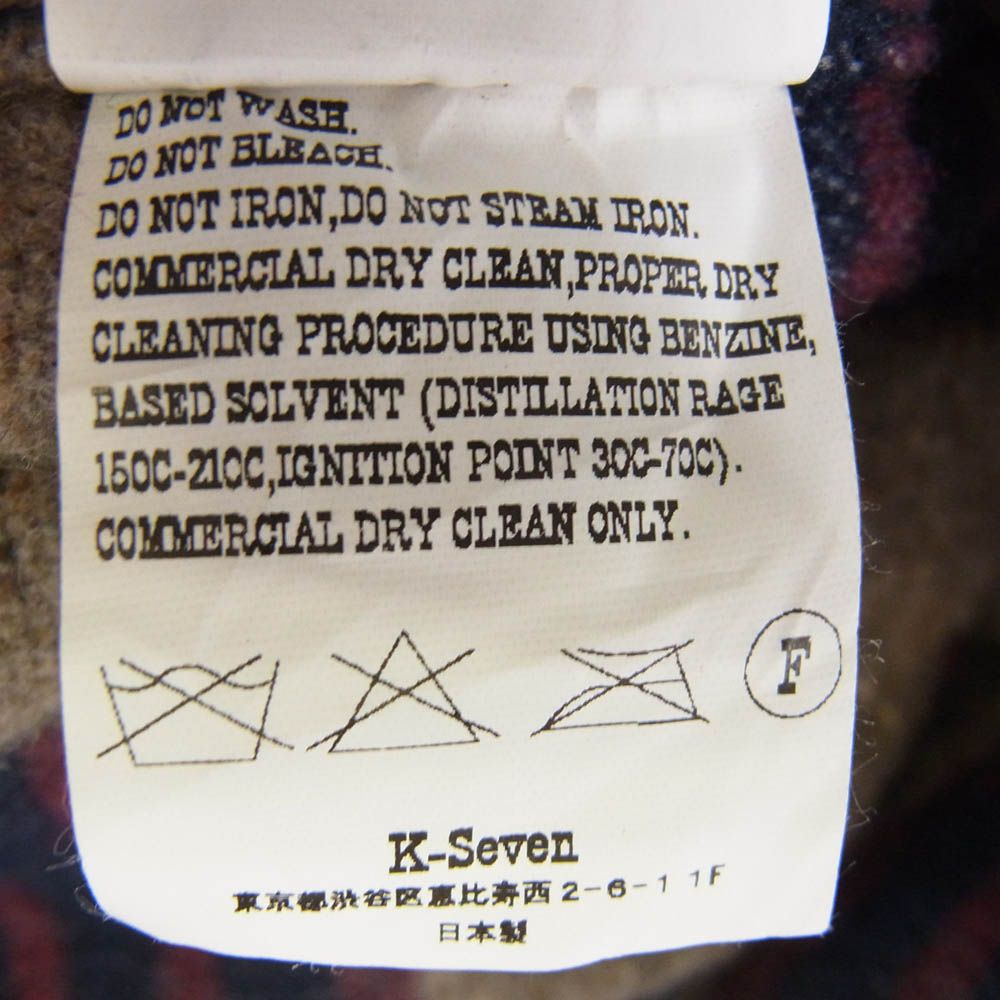 DO NOT WASH.
DO NOT BLEACH.
DO NOT IRON,DO NOT STEAM IRON.
COMMERCIAL DRY CLEAN,PROPER DRY
CLEANING PROCEDURE USING BENZINE,
BASED SOLVENT (DISTILLATION RAGE
150C-210C,IGNITION POINT 30C-70C).
COMMERCIAL DRY CLEAN ONLY.
F
K-Seven
東京都渋谷区恵比寿西2-6-1 1F
日本製